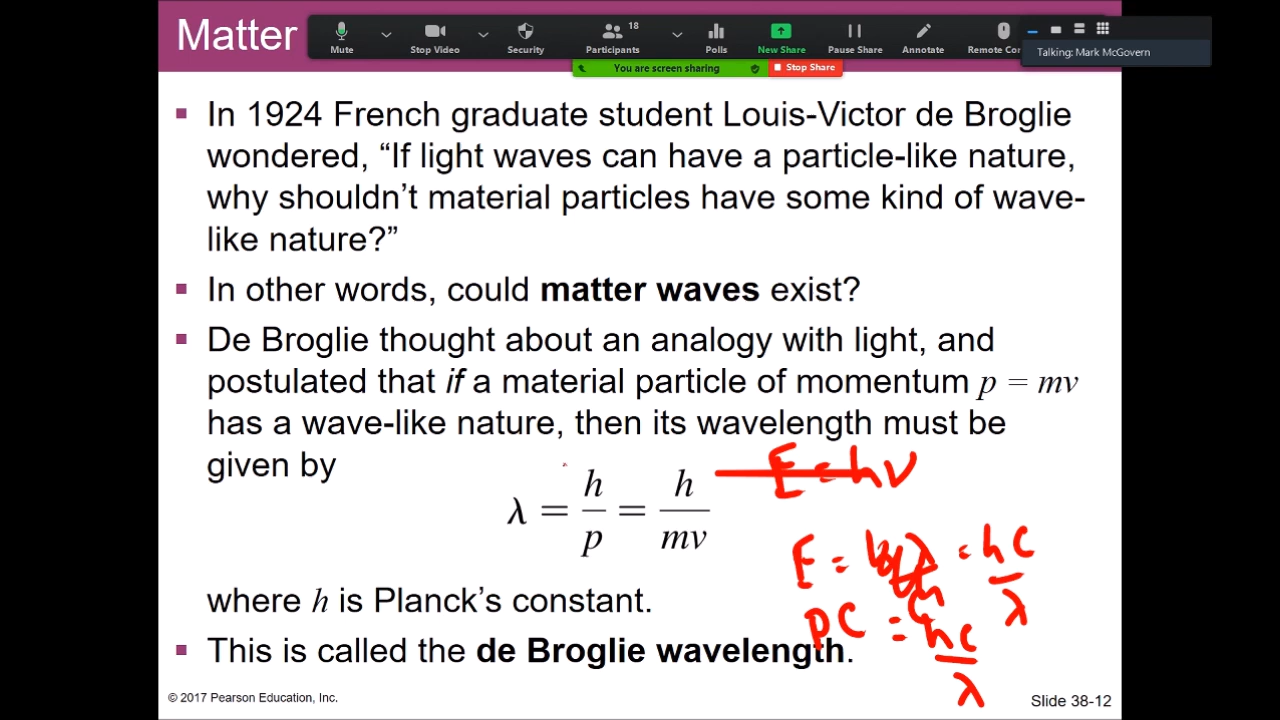 Matter
Mute
Stop Video
Security
Participants
18
Polls
New Share
Pause Share
Annotate
Remote Con
Talking: Mark McGovern
You are screen sharing
Stop Share
▪ In 1924 French graduate student Louis-Victor de Broglie
wondered, “If light waves can have a particle-like nature,
why shouldn’t material particles have some kind of wave-
like nature?”
▪ In other words, could matter waves exist?
▪ De Broglie thought about an analogy with light, and
postulated that if a material particle of momentum p = mv
has a wave-like nature, then its wavelength must be
given by
λ = h/p = h/mv
E = hν
E = = hc/λ
pc = hc/λ
where h is Planck’s constant.
▪ This is called the de Broglie wavelength.
© 2017 Pearson Education, Inc.
Slide 38-12